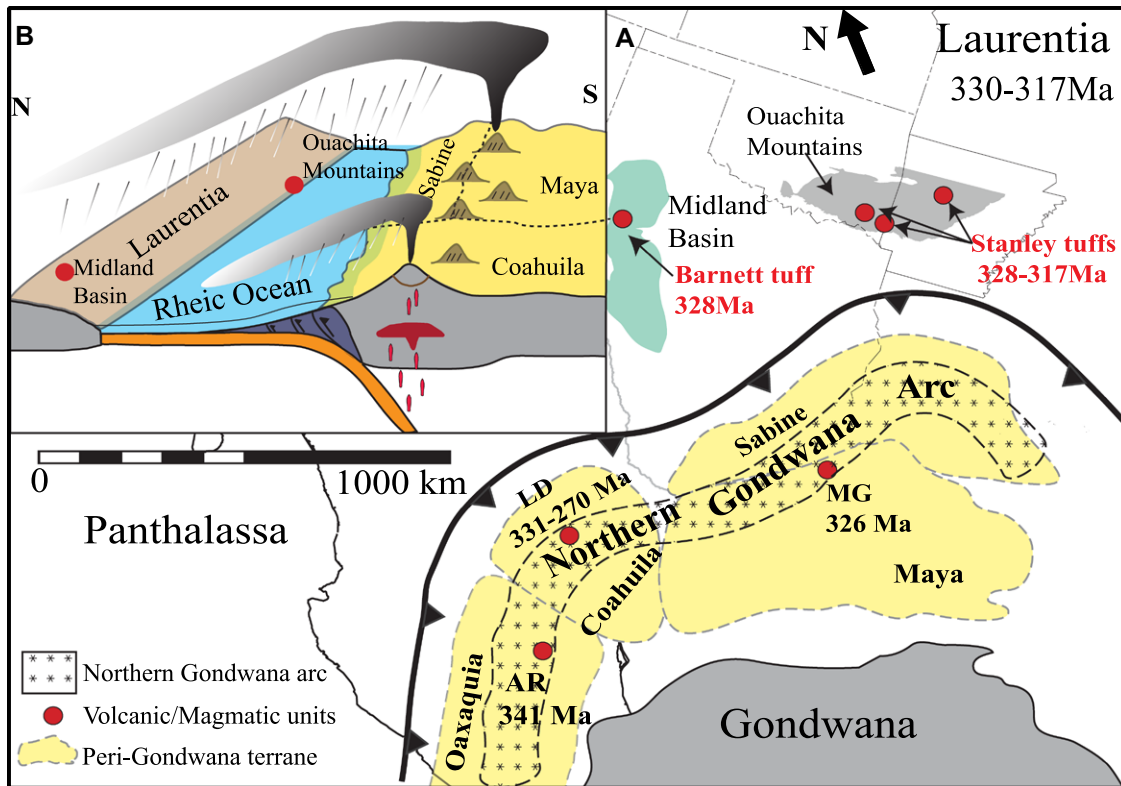 B
N
S
Ouachita
Mountains
Sabine
Maya
Laurentia
Midland
Basin
Rheic Ocean
Coahuila
A
N
Laurentia
330-317Ma
Ouachita
Mountains
Midland
Basin
Barnett tuff
328Ma
Stanley tuffs
328-317Ma
0
1000 km
Panthalassa
LD
331-270 Ma
Northern Gondwana Arc
Sabine
Coahuila
MG
326 Ma
Maya
Oaxaquia
AR
341 Ma
Gondwana
Northern Gondwana arc
Volcanic/Magmatic units
Peri-Gondwana terrane